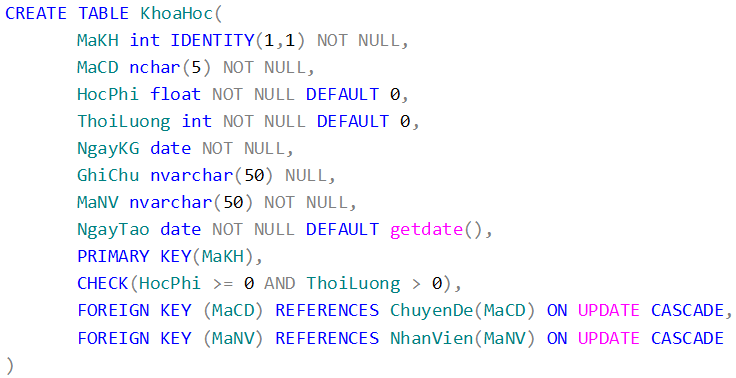 CREATE TABLE KhoaHoc(
MaKH int IDENTITY(1,1) NOT NULL,
MaCD nchar(5) NOT NULL,
HocPhi float NOT NULL DEFAULT 0,
ThoiLuong int NOT NULL DEFAULT 0,
NgayKG date NOT NULL,
GhiChu nvarchar(50) NULL,
MaNV nvarchar(50) NOT NULL,
NgayTao date NOT NULL DEFAULT getdate(),
PRIMARY KEY(MaKH),
CHECK(HocPhi >= 0 AND ThoiLuong > 0),
FOREIGN KEY (MaCD) REFERENCES ChuyenDe(MaCD) ON UPDATE CASCADE,
FOREIGN KEY (MaNV) REFERENCES NhanVien(MaNV) ON UPDATE CASCADE
)